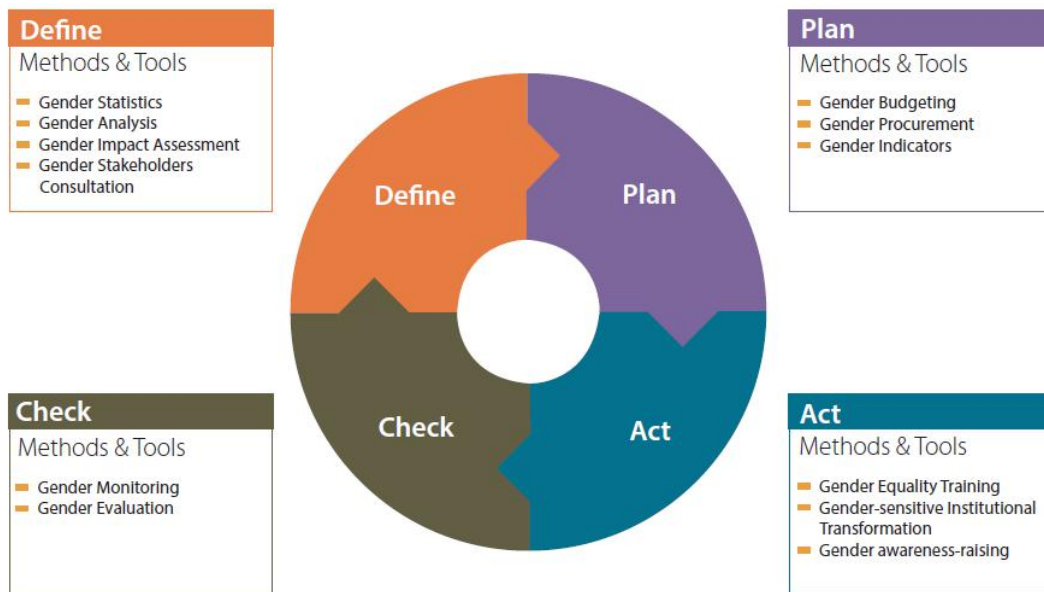 Define
Methods & Tools
Gender Statistics
Gender Analysis
Gender Impact Assessment
Gender Stakeholders
Consultation
Plan
Methods & Tools
Gender Budgeting
Gender Procurement
Gender Indicators
Define
Plan
Check
Act
Check
Methods & Tools
Gender Monitoring
Gender Evaluation
Act
Methods & Tools
Gender Equality Training
Gender-sensitive Institutional
Transformation
Gender awareness-raising